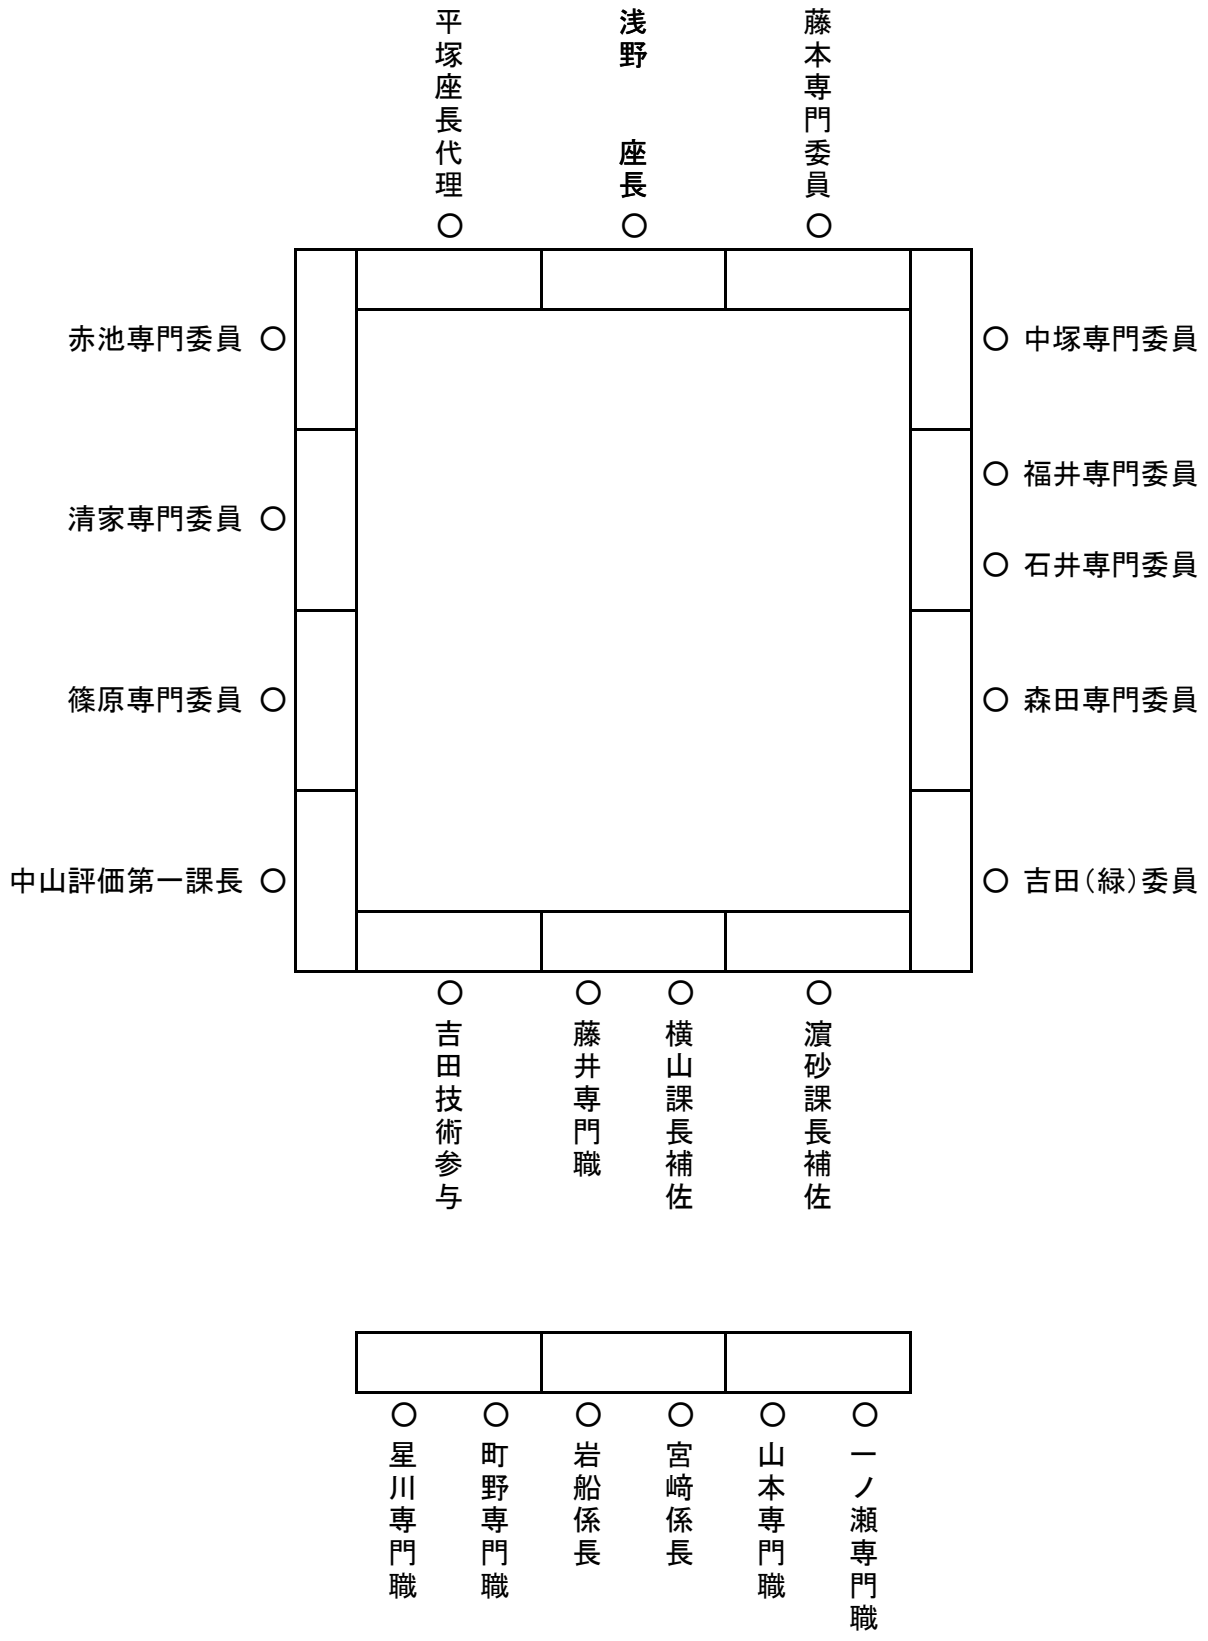 平塚座長代理
浅野 座長
藤本専門委員
赤池専門委員
中塚専門委員
福井専門委員
清家専門委員
石井専門委員
篠原専門委員
森田専門委員
中山評価第一課長
吉田(緑)委員
吉田技術参与
藤井専門職
横山課長補佐
濵砂課長補佐
星川専門職
町野専門職
岩船係長
宮﨑係長
山本専門職
一ノ瀬専門職